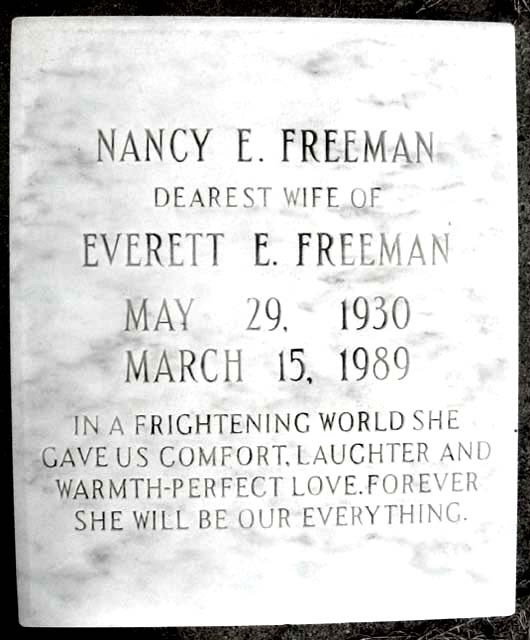 NANCY E. FREEMAN
DEAREST WIFE OF
EVERETT E. FREEMAN
MAY 29, 1930
MARCH 15, 1989
IN A FRIGHTENING WORLD SHE
GAVE US COMFORT, LAUGHTER AND
WARMTH-PERFECT LOVE. FOREVER
SHE WILL BE OUR EVERYTHING.